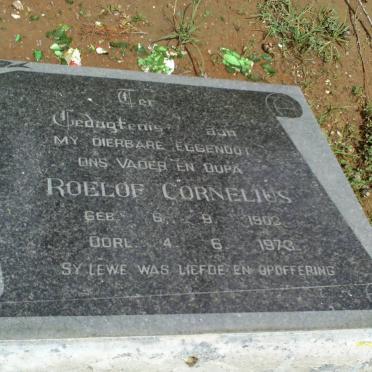 Ter
Gedagtenis aan
MY DIERBARE EGGENOOT
ONS VADER EN OUPA
ROELOF CORNELIUS
GEB. 6. 9. 1902
OORL. 4. 6. 1973
SY LEWE WAS LIEFDE EN OPOFFERING